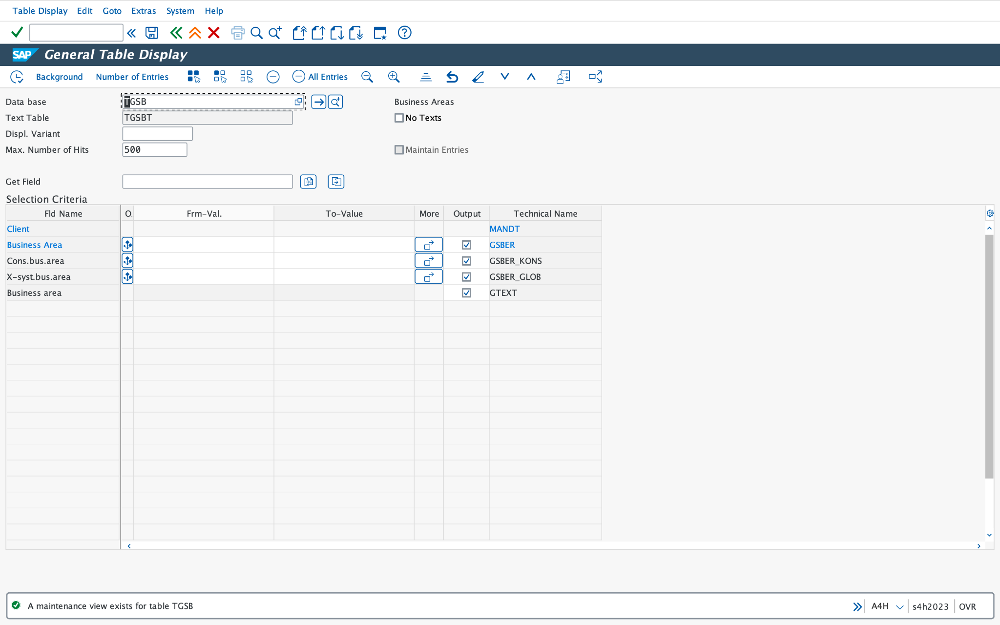 Table Display Edit Goto Extras System Help
SAP General Table Display
Background Number of Entries All Entries
Data base TGSB Business Areas
Text Table TGSBT No Texts
Displ. Variant
Max. Number of Hits 500 Maintain Entries
Get Field
Selection Criteria
Fld Name O.. Frm-Val. To-Value More Output Technical Name
Client MANDT
Business Area GSBER
Cons.bus.area GSBER_KONS
X-syst.bus.area GSBER_GLOB
Business area GTEXT
A maintenance view exists for table TGSB A4H s4h2023 OVR